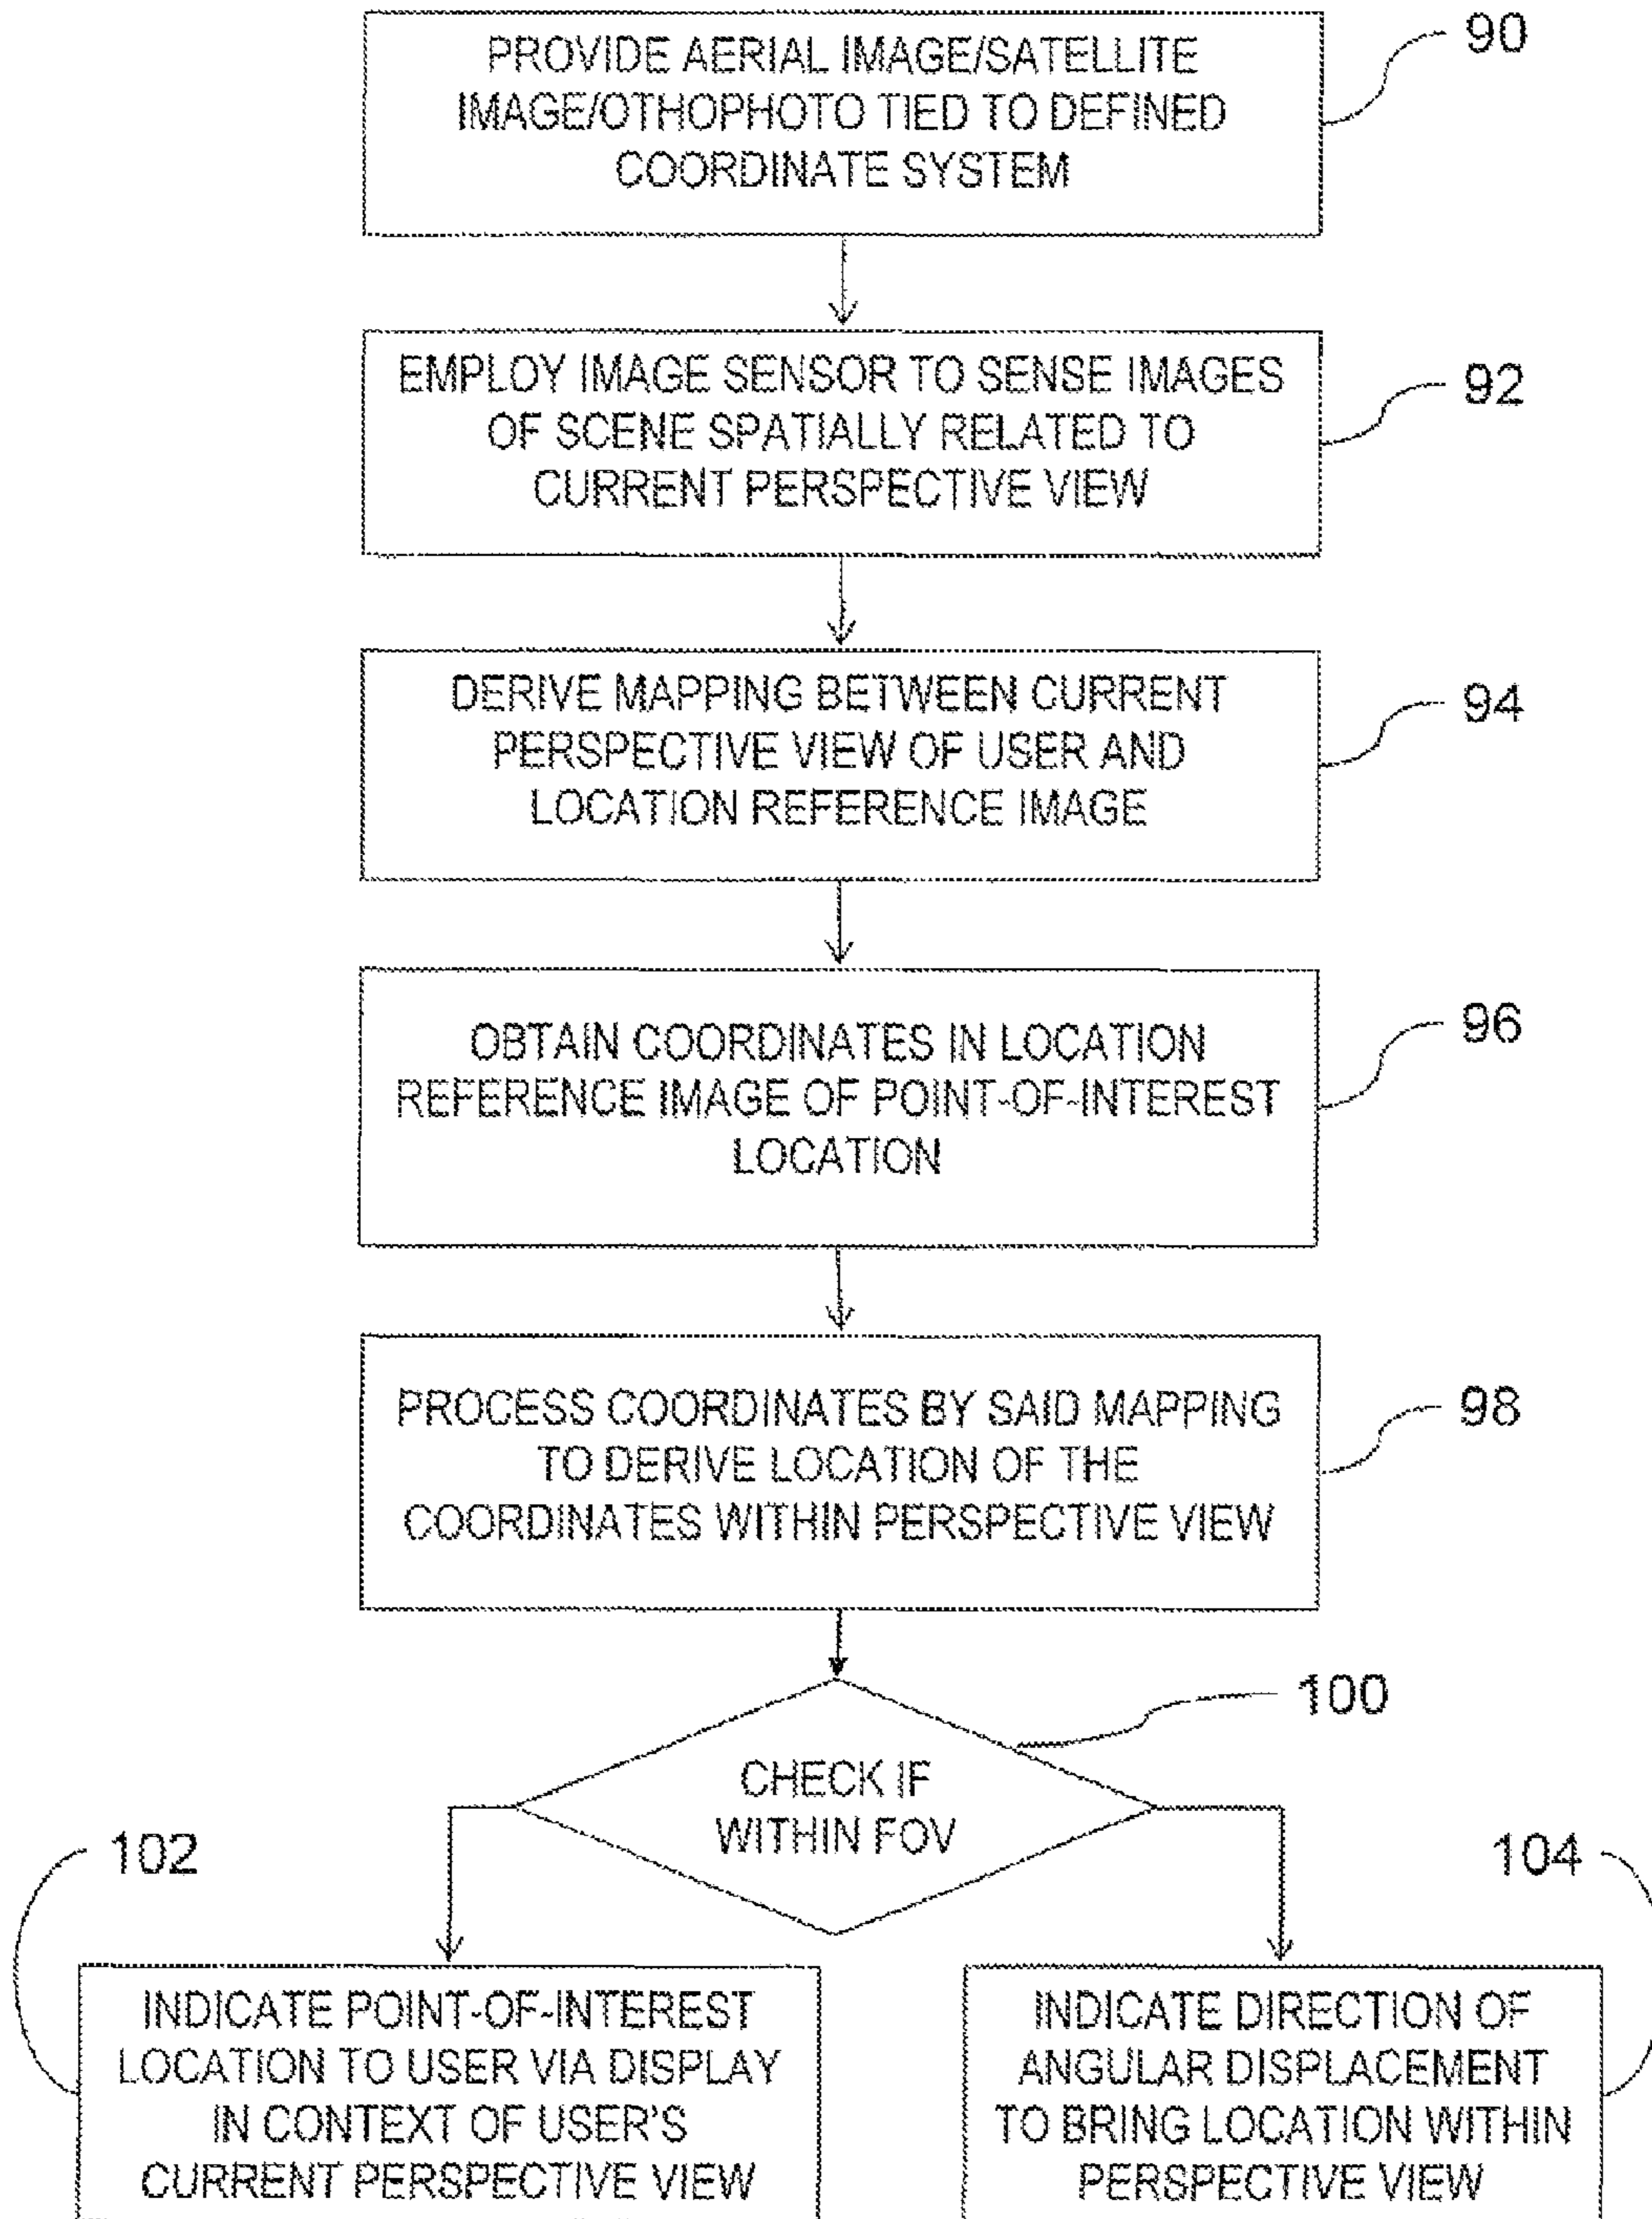 PROVIDE AERIAL IMAGE/SATELLITE
IMAGE/OTHOPHOTO TIED TO DEFINED
COORDINATE SYSTEM
90
EMPLOY IMAGE SENSOR TO SENSE IMAGES
OF SCENE SPATIALLY RELATED TO
CURRENT PERSPECTIVE VIEW
92
DERIVE MAPPING BETWEEN CURRENT
PERSPECTIVE VIEW OF USER AND
LOCATION REFERENCE IMAGE
94
OBTAIN COORDINATES IN LOCATION
REFERENCE IMAGE OF POINT-OF-INTEREST
LOCATION
96
PROCESS COORDINATES BY SAID MAPPING
TO DERIVE LOCATION OF THE
COORDINATES WITHIN PERSPECTIVE VIEW
98
CHECK IF
WITHIN FOV
100
102
INDICATE POINT-OF-INTEREST
LOCATION TO USER VIA DISPLAY
IN CONTEXT OF USER'S
CURRENT PERSPECTIVE VIEW
104
INDICATE DIRECTION OF
ANGULAR DISPLACEMENT
TO BRING LOCATION WITHIN
PERSPECTIVE VIEW